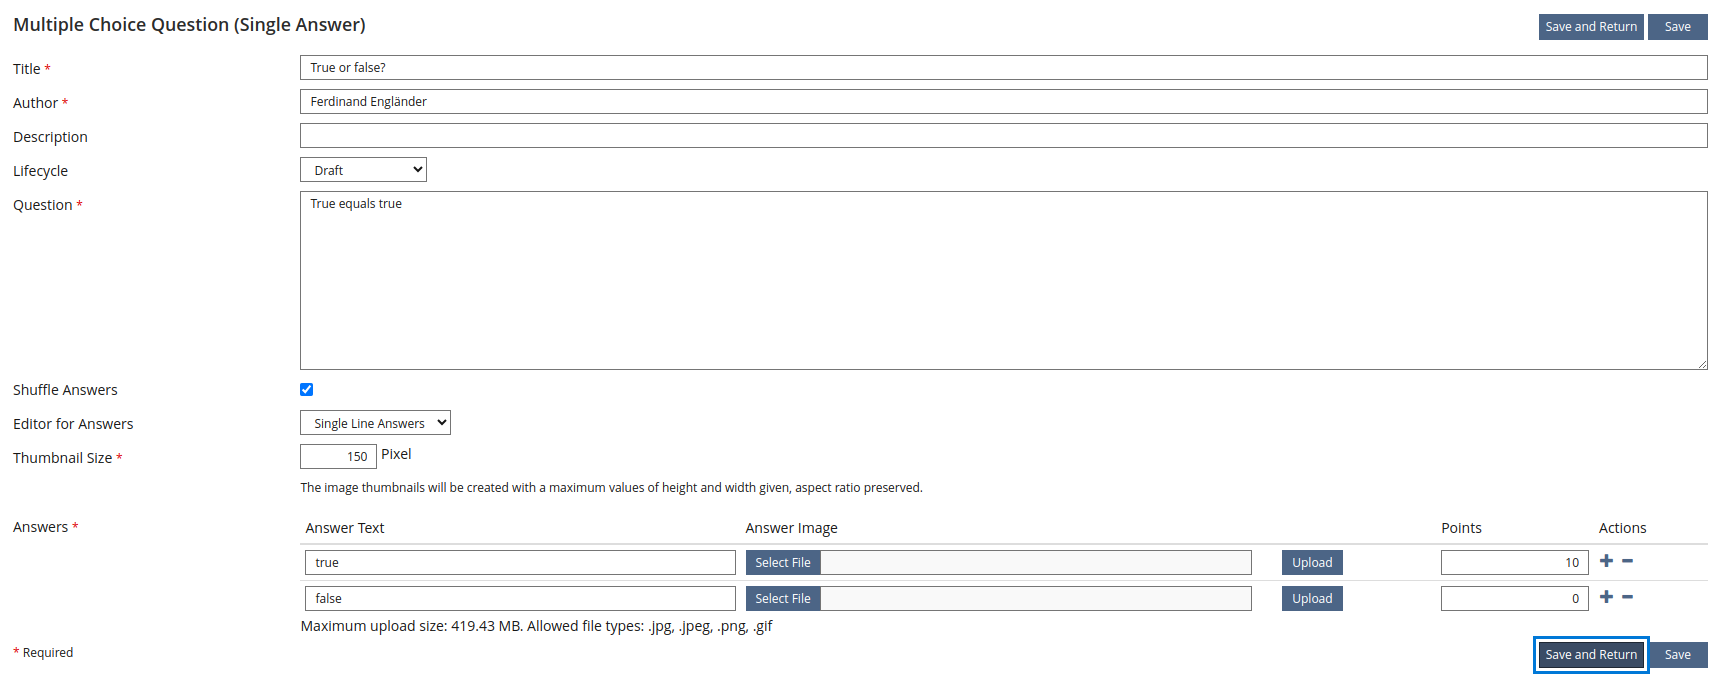 Multiple Choice Question (Single Answer)
Save and Return Save
Title * True or false?
Author * Ferdinand Engländer
Description
Lifecycle Draft
Question * True equals true
Shuffle Answers
Editor for Answers Single Line Answers
Thumbnail Size * 150 Pixel
The image thumbnails will be created with a maximum values of height and width given, aspect ratio preserved.
Answers * Answer Text Answer Image Points Actions
true Select File Upload 10
false Select File Upload 0
Maximum upload size: 419.43 MB. Allowed file types: .jpg, .jpeg, .png, .gif
* Required Save and Return Save